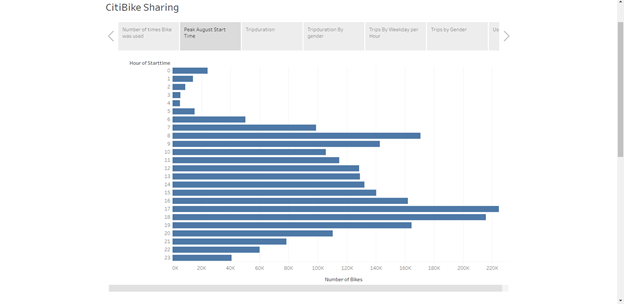 CitiBike Sharing
Number of times Bike was used
Peak August Start Time
Tripduration
Tripduration By gender
Trips By Weekday per Hour
Trips by Gender
Us
Hour of Starttime
0
1
2
3
4
5
6
7
8
9
10
11
12
13
14
15
16
17
18
19
20
21
22
23
0K 20K 40K 60K 80K 100K 120K 140K 160K 180K 200K 220K
Number of Bikes